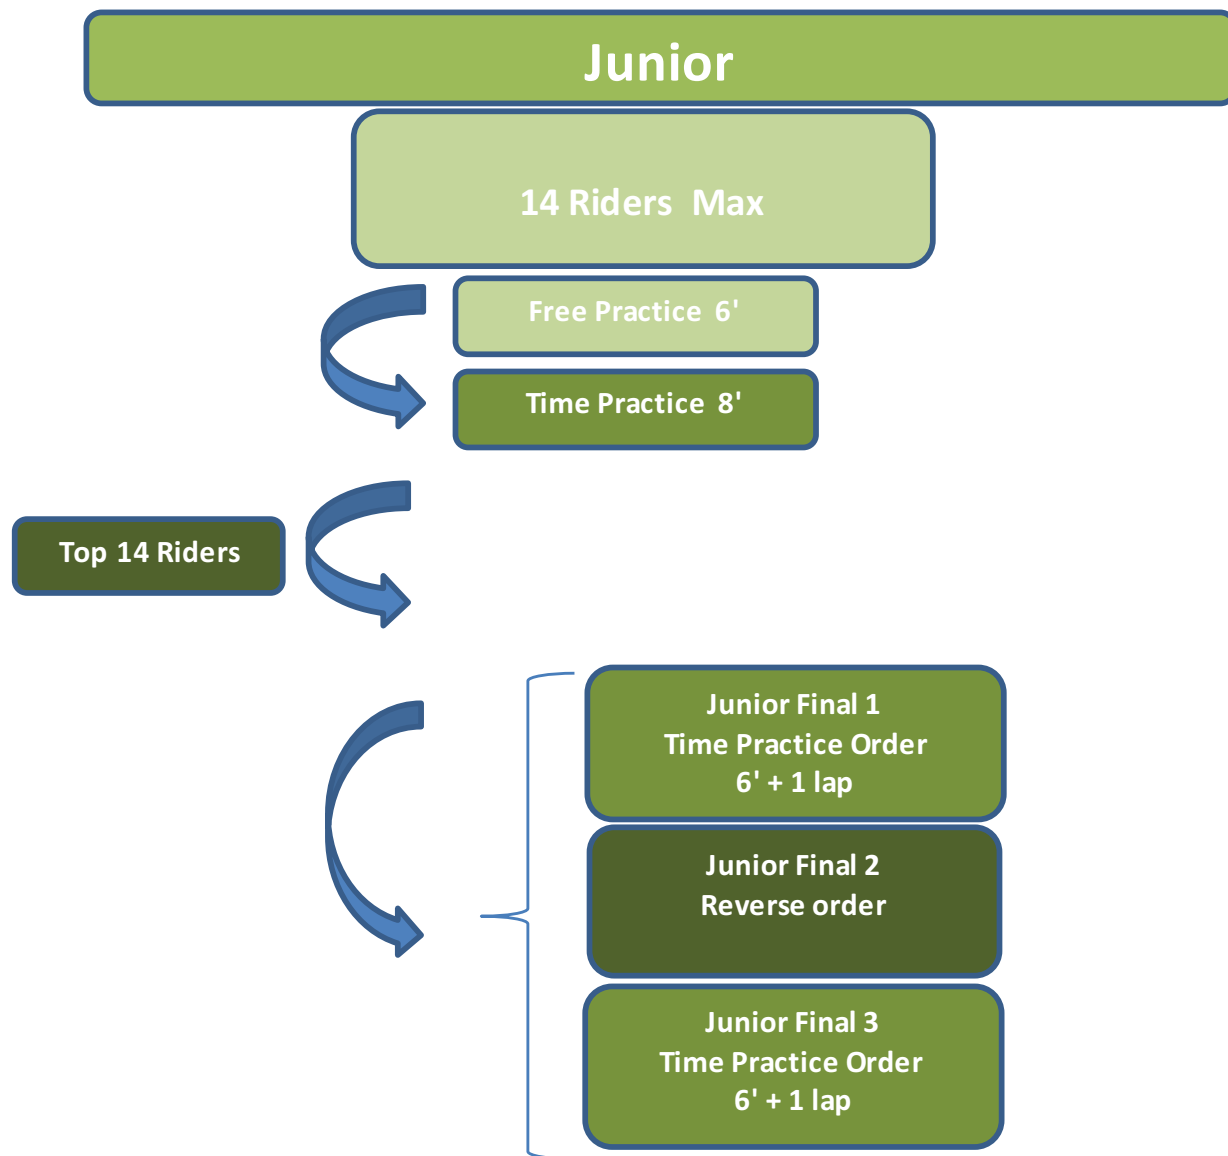 Junior
14 Riders Max
Free Practice 6'
Time Practice 8'
Top 14 Riders
Junior Final 1
Time Practice Order
6' + 1 lap
Junior Final 2
Reverse order
Junior Final 3
Time Practice Order
6' + 1 lap